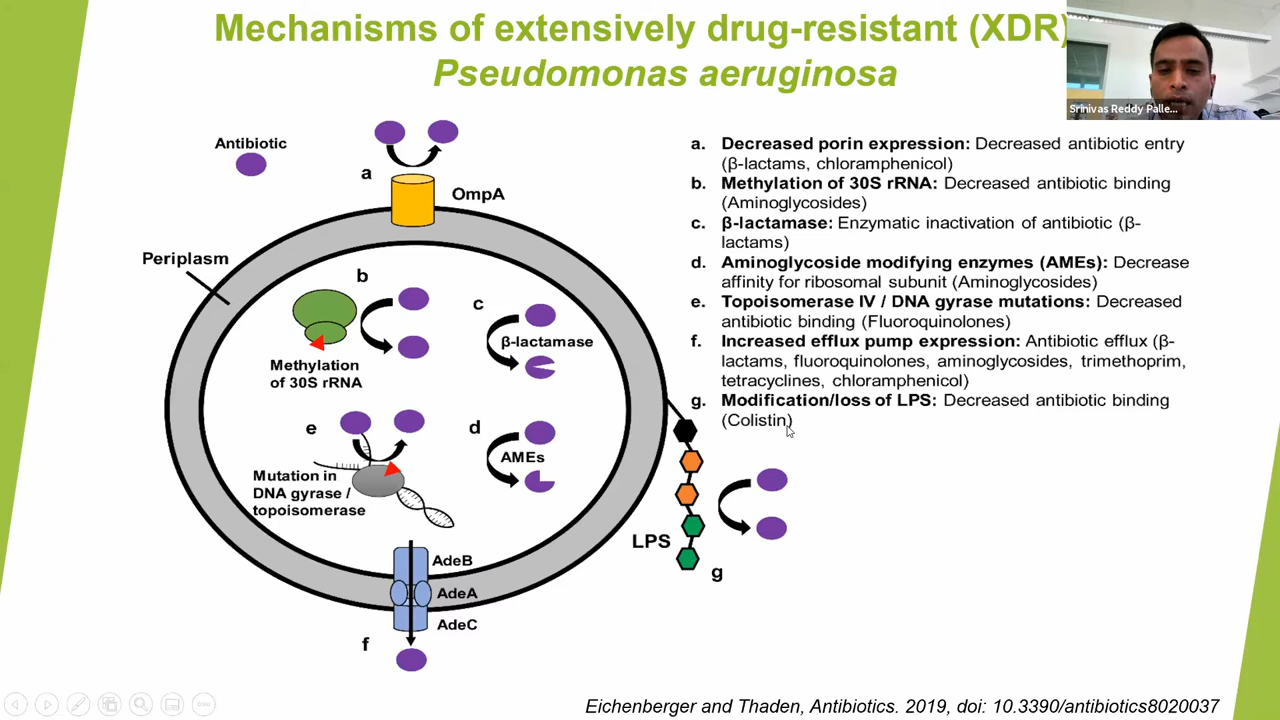 Mechanisms of extensively drug-resistant (XDR)
Pseudomonas aeruginosa
Srinivas Reddy Palle...
Antibiotic
a
OmpA
Periplasm
b
c
β-lactamase
Methylation
of 30S rRNA
e
d
AMEs
Mutation in
DNA gyrase /
topoisomerase
LPS
g
AdeB
AdeA
AdeC
f
a. Decreased porin expression: Decreased antibiotic entry
(β-lactams, chloramphenicol)
b. Methylation of 30S rRNA: Decreased antibiotic binding
(Aminoglycosides)
c. β-lactamase: Enzymatic inactivation of antibiotic (β-
lactams)
d. Aminoglycoside modifying enzymes (AMEs): Decrease
affinity for ribosomal subunit (Aminoglycosides)
e. Topoisomerase IV / DNA gyrase mutations: Decreased
antibiotic binding (Fluoroquinolones)
f. Increased efflux pump expression: Antibiotic efflux (β-
lactams, fluoroquinolones, aminoglycosides, trimethoprim,
tetracyclines, chloramphenicol)
g. Modification/loss of LPS: Decreased antibiotic binding
(Colistin)
Eichenberger and Thaden, Antibiotics. 2019, doi: 10.3390/antibiotics8020037